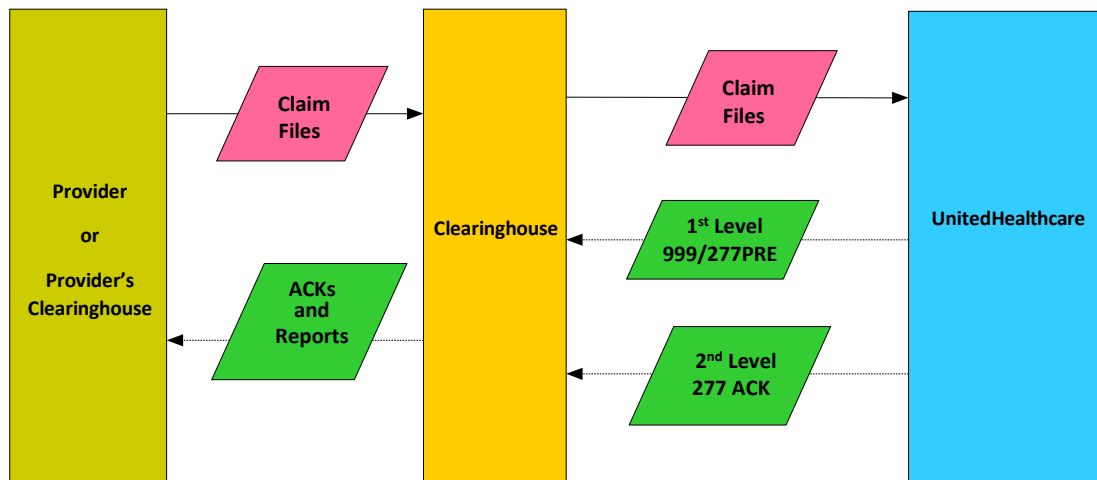 Provider
or
Provider's
Clearinghouse
Claim
Files
ACKs
and
Reports
Clearinghouse
Claim
Files
1st Level
999/277PRE
2nd Level
277 ACK
UnitedHealthcare